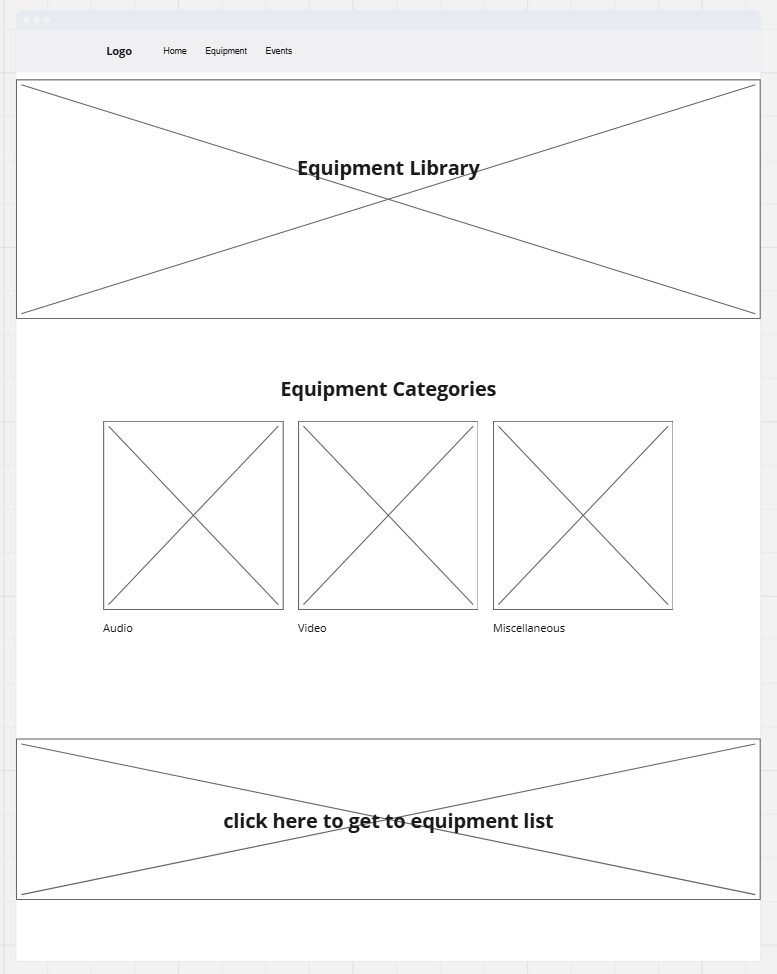 Logo Home Equipment Events
Equipment Library
Equipment Categories
Audio Video Miscellaneous
click here to get to equipment list